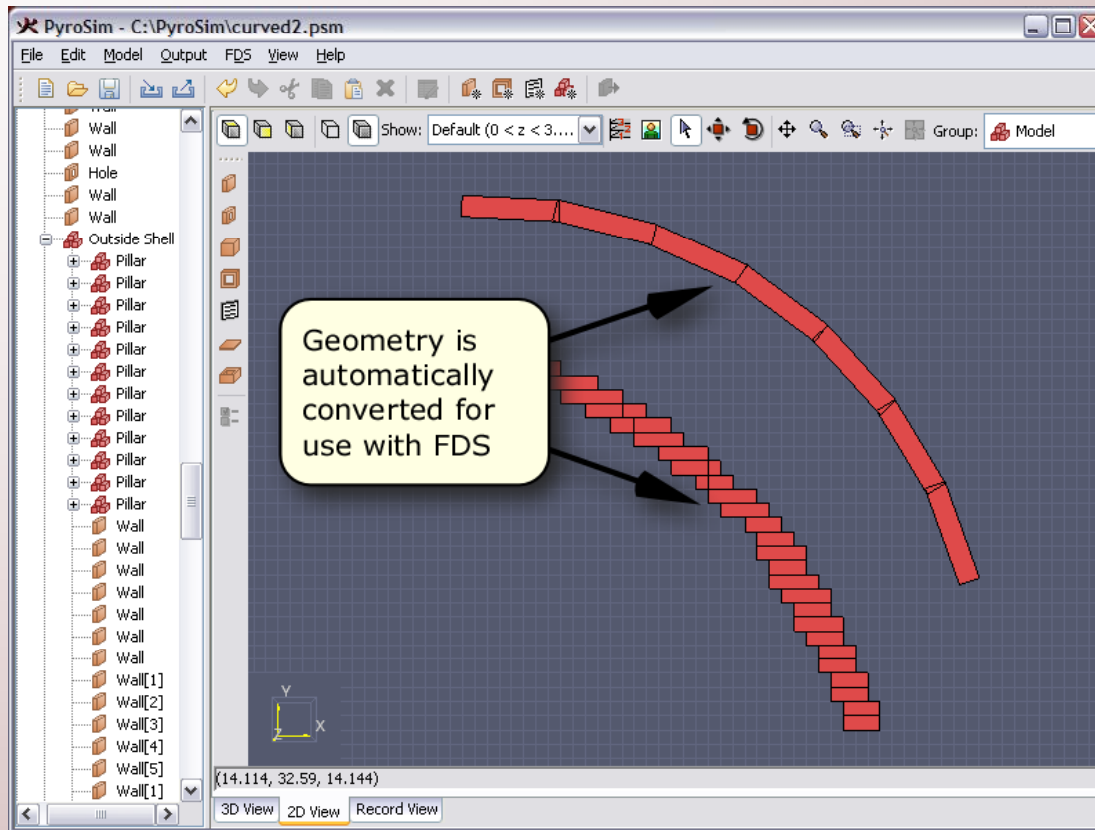 PyroSim - C:\PyroSim\curved2.psm
File Edit Model Output FDS View Help
Show: Default (0 < z < 3.... Group: Model
Wall
Wall
Hole
Wall
Wall
Outside Shell
Pillar
Pillar
Pillar
Pillar
Pillar
Pillar
Pillar
Pillar
Pillar
Pillar
Pillar
Pillar
Wall
Wall
Wall
Wall
Wall
Wall
Wall
Wall[1]
Wall[2]
Wall[3]
Wall[4]
Wall[5]
Wall[1]
Geometry is
automatically
converted for
use with FDS
Y
Z X
(14.114, 32.59, 14.144)
3D View 2D View Record View